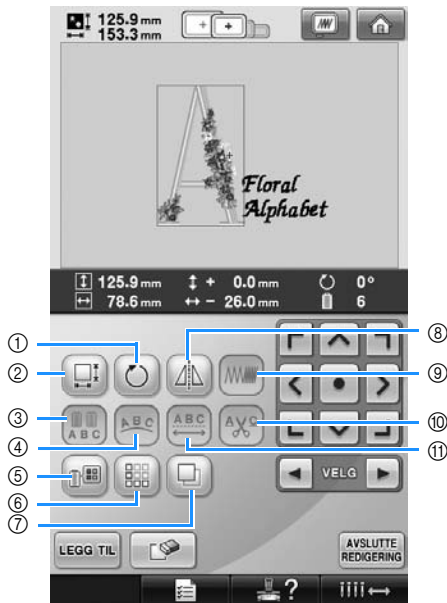 125.9 mm
153.3 mm
Floral
Alphabet
125.9 mm + 0.0 mm 0°
78.6 mm − 26.0 mm 6
① ⑧
② ⑨
③ A B C ABC ABC A C ⑩
④ ⑪
⑤
⑥
⑦
VELG
LEGG TIL
AVSLUTTE
REDIGERING
?